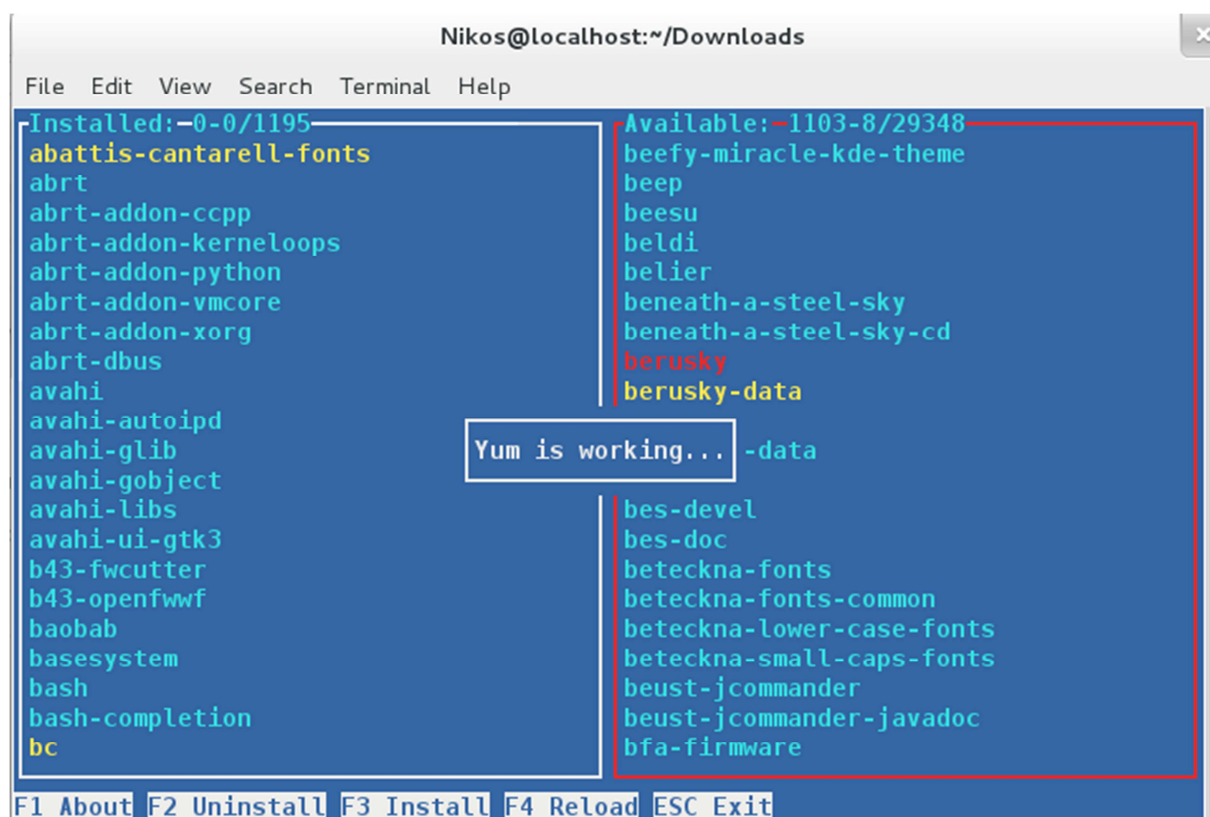 Nikos@localhost:~/Downloads
File Edit View Search Terminal Help
Installed:-0-0/1195
abattis-cantarell-fonts
abrt
abrt-addon-ccpp
abrt-addon-kerneloops
abrt-addon-python
abrt-addon-vmcore
abrt-addon-xorg
abrt-dbus
avahi
avahi-autoipd
avahi-glib
avahi-gobject
avahi-libs
avahi-ui-gtk3
b43-fwcutter
b43-openfwwf
baobab
basesystem
bash
bash-completion
bc
Available:-1103-8/29348
beefy-miracle-kde-theme
beep
beesu
beldi
belier
beneath-a-steel-sky
beneath-a-steel-sky-cd
berusky
berusky-data
-data
bes-devel
bes-doc
beteckna-fonts
beteckna-fonts-common
beteckna-lower-case-fonts
beteckna-small-caps-fonts
beust-jcommander
beust-jcommander-javadoc
bfa-firmware
Yum is working...
F1 About F2 Uninstall F3 Install F4 Reload ESC Exit